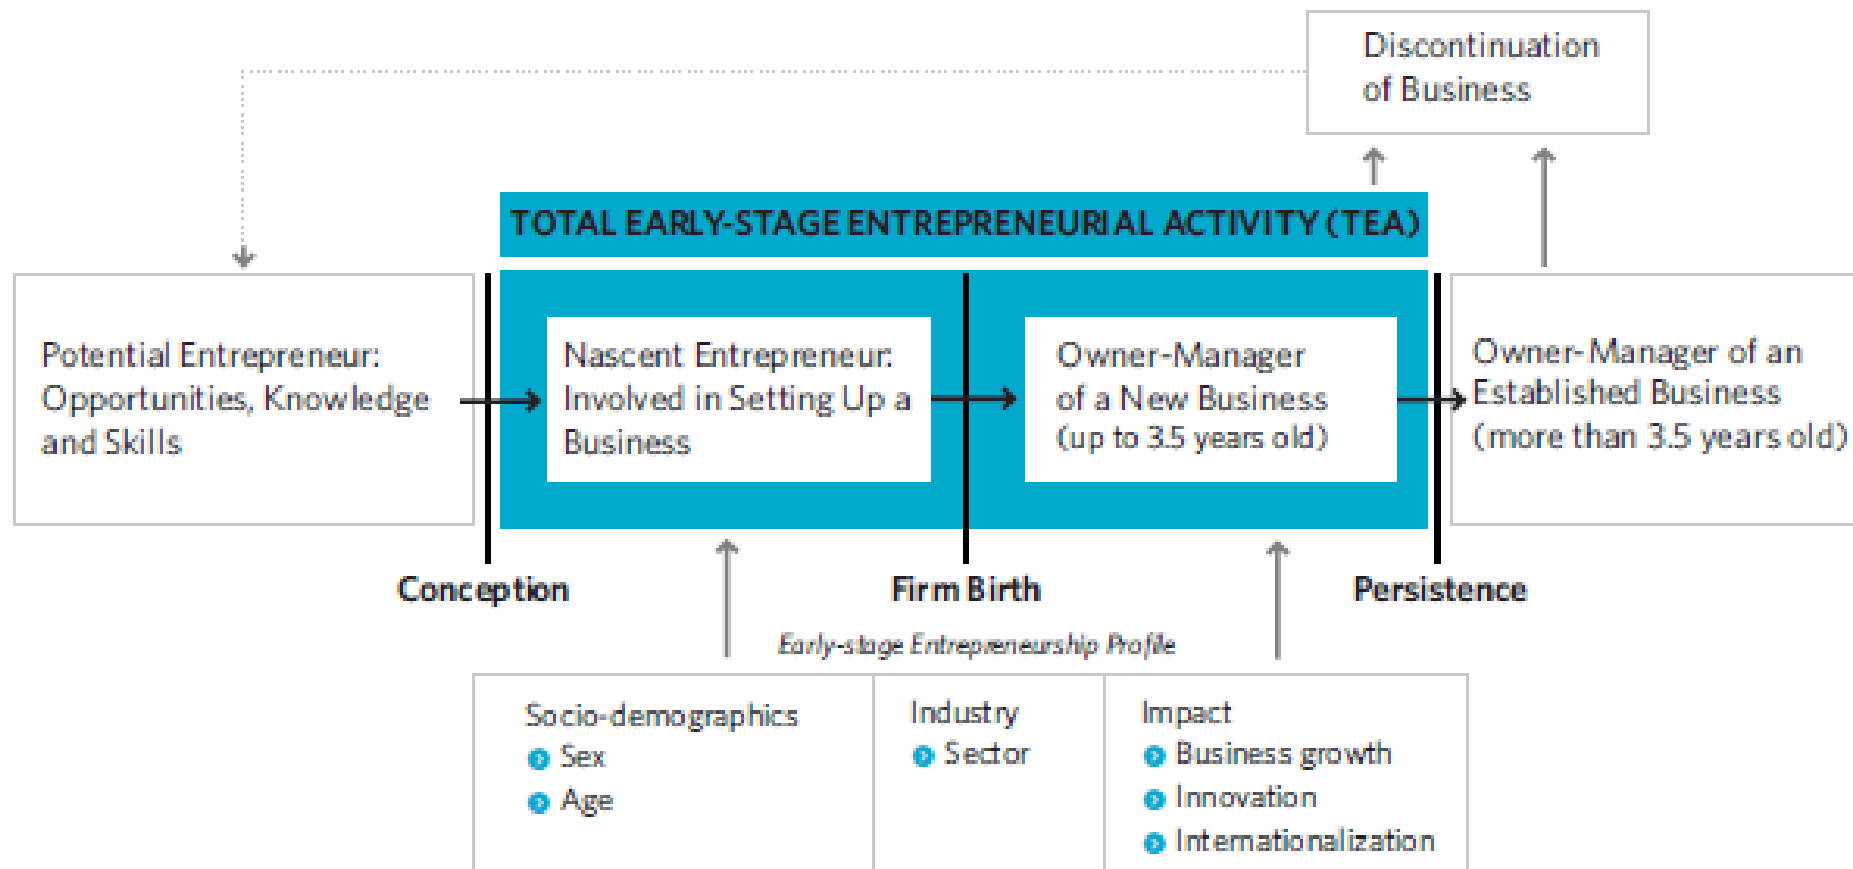 Discontinuation
of Business
TOTAL EARLY-STAGE ENTREPRENEURIAL ACTIVITY (TEA)
Potential Entrepreneur:
Opportunities, Knowledge
and Skills
Nascent Entrepreneur:
Involved in Setting Up a
Business
Owner-Manager
of a New Business
(up to 3.5 years old)
Owner-Manager of an
Established Business
(more than 3.5 years old)
Conception
Firm Birth
Persistence
Early-stage Entrepreneurship Profile
Socio-demographics
Sex
Age
Industry
Sector
Impact
Business growth
Innovation
Internationalization